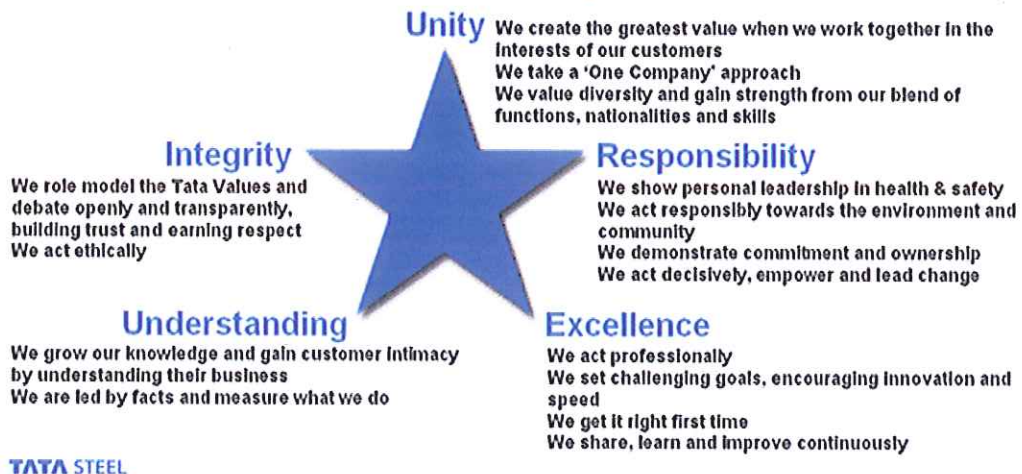 Unity
We create the greatest value when we work together in the
interests of our customers
We take a 'One Company' approach
We value diversity and gain strength from our blend of
functions, nationalities and skills
Integrity
We role model the Tata Values and
debate openly and transparently,
building trust and earning respect
We act ethically
Responsibility
We show personal leadership in health & safety
We act responsibly towards the environment and
community
We demonstrate commitment and ownership
We act decisively, empower and lead change
Understanding
We grow our knowledge and gain customer intimacy
by understanding their business
We are led by facts and measure what we do
Excellence
We act professionally
We set challenging goals, encouraging innovation and
speed
We get it right first time
We share, learn and improve continuously
TATA STEEL